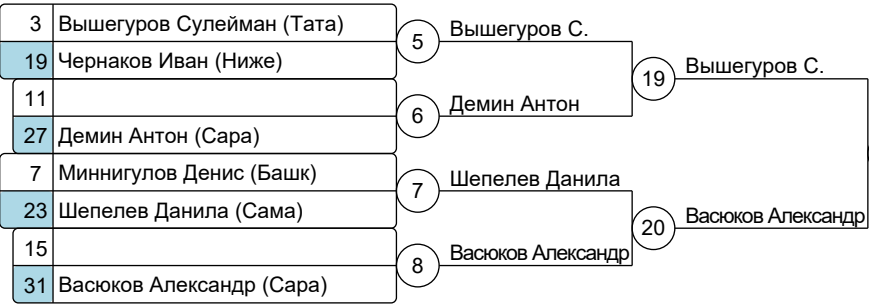 3 Вышегуров Сулейман (Тата)
19 Чернаков Иван (Ниже)
11
27 Демин Антон (Сара)
7 Миннигулов Денис (Башк)
23 Шепелев Данила (Сама)
15
31 Васюков Александр (Сара)
5 Вышегуров С.
6 Демин Антон
7 Шепелев Данила
8 Васюков Александр
19 Вышегуров С.
20 Васюков Александр